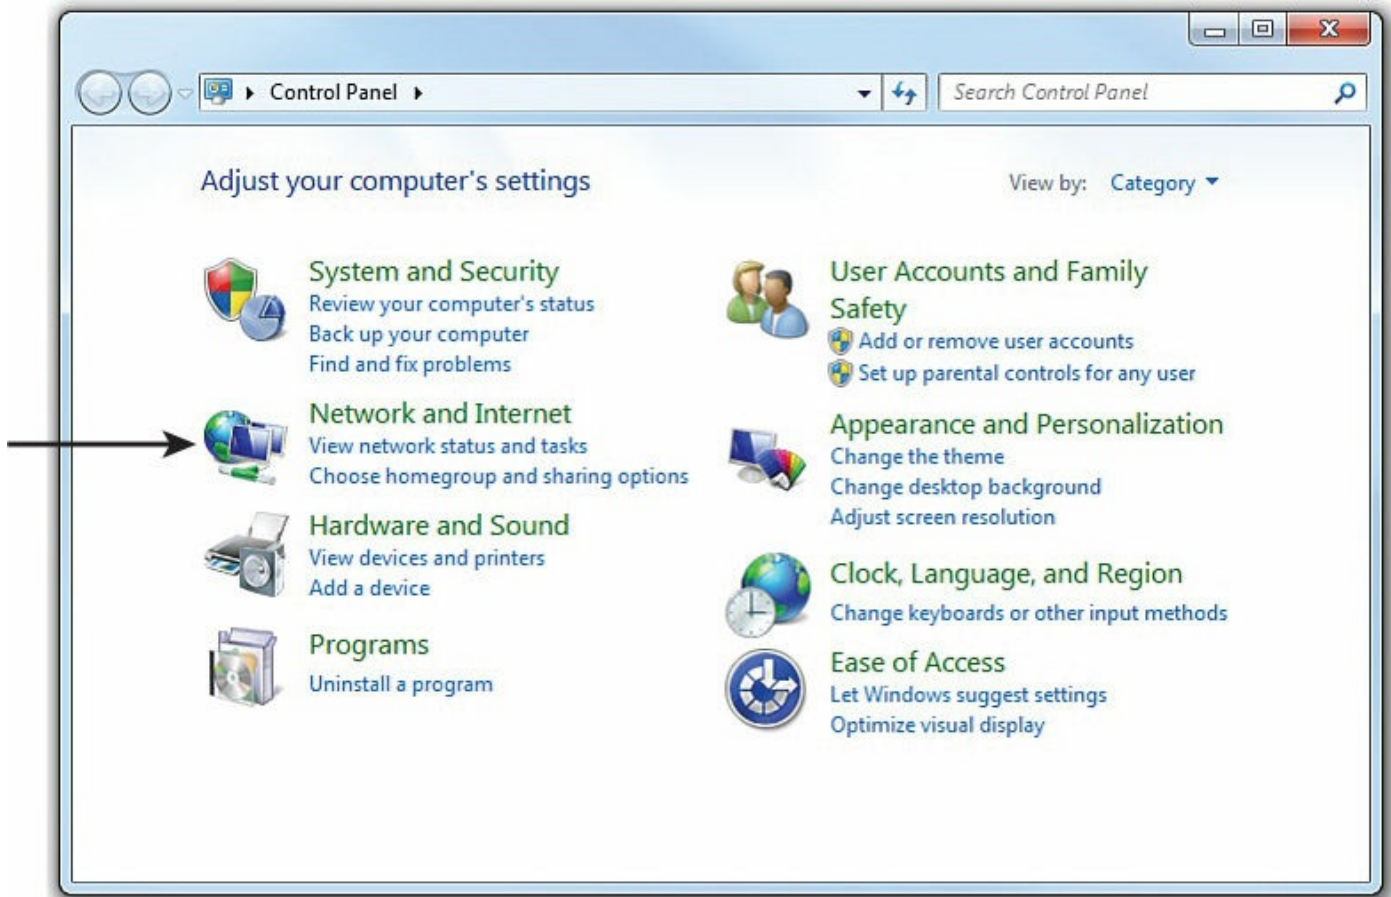 Control Panel
Search Control Panel
Adjust your computer's settings
View by: Category
System and Security
Review your computer's status
Back up your computer
Find and fix problems
Network and Internet
View network status and tasks
Choose homegroup and sharing options
Hardware and Sound
View devices and printers
Add a device
Programs
Uninstall a program
User Accounts and Family
Safety
Add or remove user accounts
Set up parental controls for any user
Appearance and Personalization
Change the theme
Change desktop background
Adjust screen resolution
Clock, Language, and Region
Change keyboards or other input methods
Ease of Access
Let Windows suggest settings
Optimize visual display